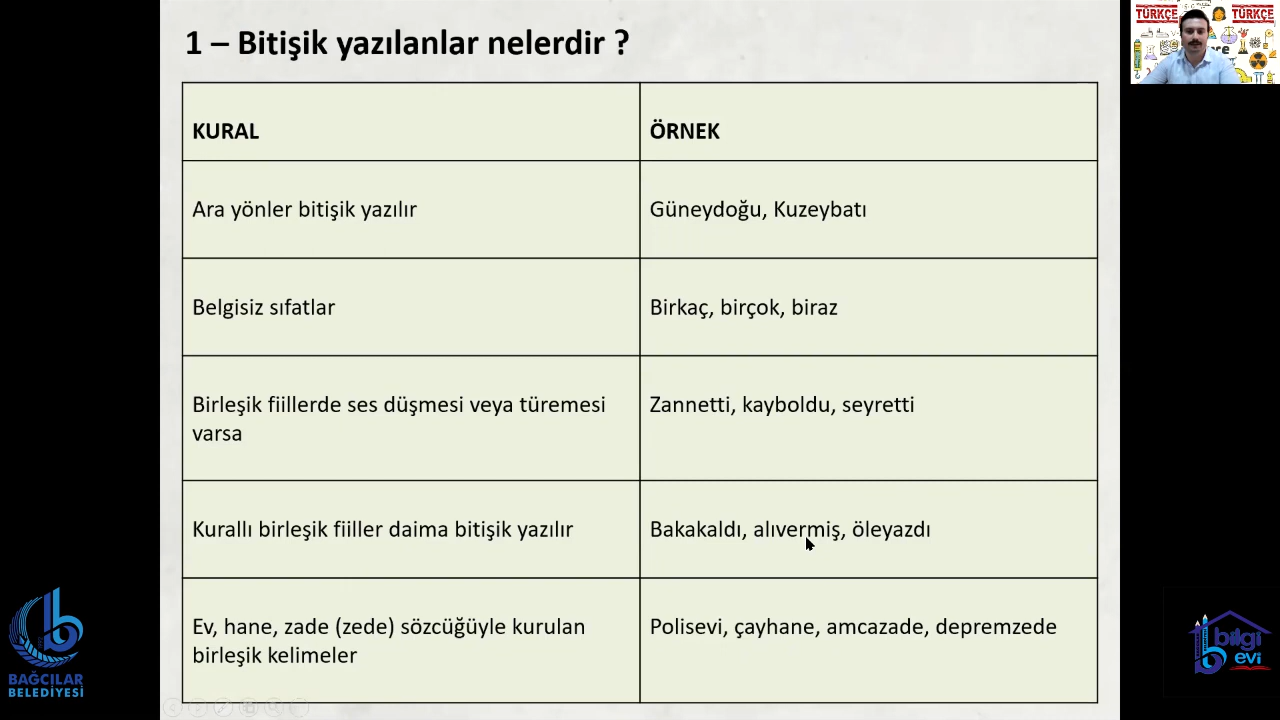 1 – Bitişik yazılanlar nelerdir ?
KURAL
ÖRNEK
Ara yönler bitişik yazılır
Güneydoğu, Kuzeybatı
Belgisiz sıfatlar
Birkaç, birçok, biraz
Birleşik fiillerde ses düşmesi veya türemesi
varsa
Zannetti, kayboldu, seyretti
Kurallı birleşik fiiller daima bitişik yazılır
Bakakaldı, alıvermiş, öleyazdı
Ev, hane, zade (zede) sözcüğüyle kurulan
birleşik kelimeler
Polisevi, çayhane, amcazade, depremzede
TÜRKÇE
TÜRKÇE
BAĞCILAR
BELEDİYESİ
bilgi
evi